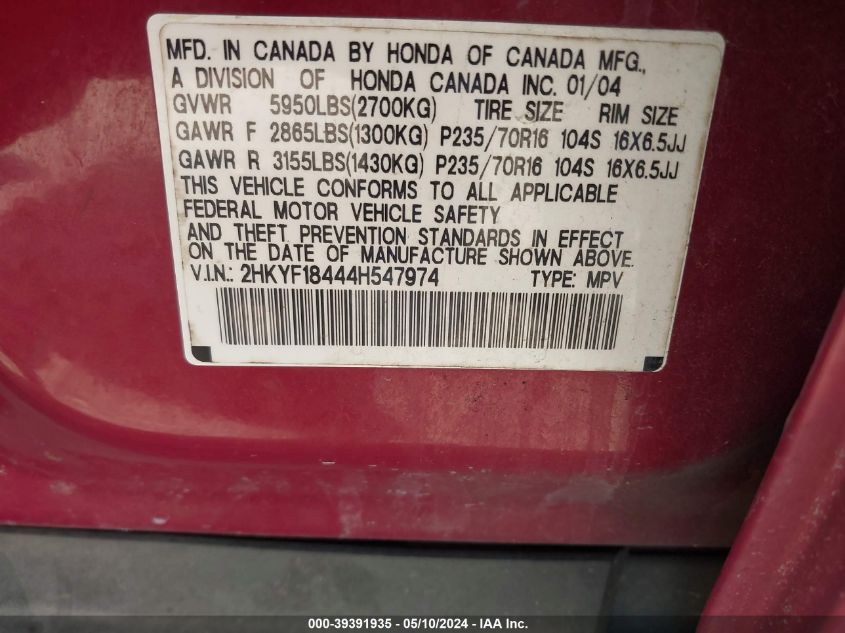 MFD. IN CANADA BY HONDA OF CANADA MFG.,
A DIVISION OF HONDA CANADA INC. 01/04
GVWR 5950LBS(2700KG) TIRE SIZE RIM SIZE
GAWR F 2865LBS(1300KG) P235/70R16 104S 16X6.5JJ
GAWR R 3155LBS(1430KG) P235/70R16 104S 16X6.5JJ
THIS VEHICLE CONFORMS TO ALL APPLICABLE
FEDERAL MOTOR VEHICLE SAFETY
AND THEFT PREVENTION STANDARDS IN EFFECT
ON THE DATE OF MANUFACTURE SHOWN ABOVE.
V.I.N.: 2HKYF18444H547974 TYPE: MPV
000-39391935 - 05/10/2024 - IAA Inc.